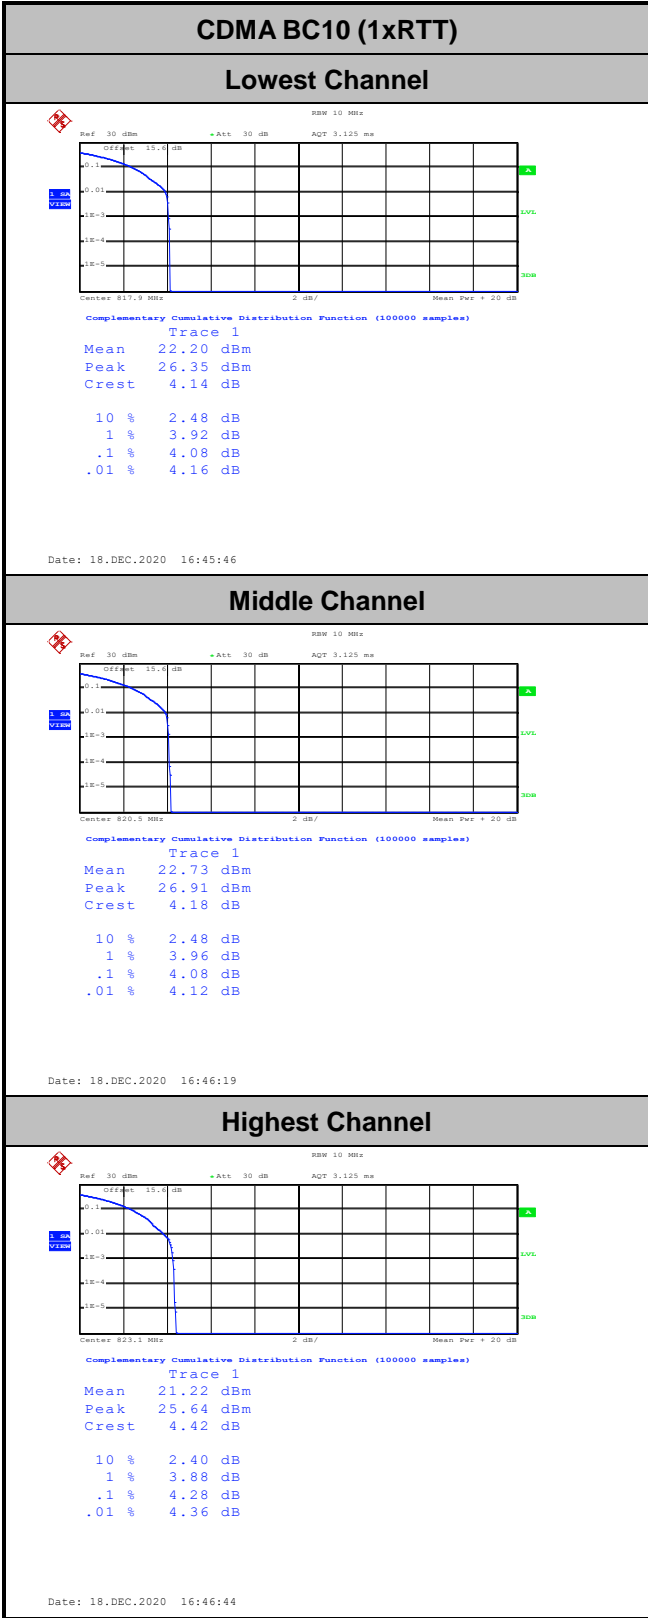 CDMA BC10 (1xRTT)
Lowest Channel
RBW 10 MHz
Ref 30 dBm *Att 30 dB AQT 3.125 ms
Offset 15.6 dB
0.1
A
0.01
1 SA
VIEW
1E-3
LVL
1E-4
1E-5
3DB
Center 817.9 MHz 2 dB/ Mean Pwr + 20 dB
Complementary Cumulative Distribution Function (100000 samples)
Trace 1
Mean 22.20 dBm
Peak 26.35 dBm
Crest 4.14 dB
10 % 2.48 dB
1 % 3.92 dB
.1 % 4.08 dB
.01 % 4.16 dB
Date: 18.DEC.2020 16:45:46
Middle Channel
RBW 10 MHz
Ref 30 dBm *Att 30 dB AQT 3.125 ms
Offset 15.6 dB
0.1
A
0.01
1 SA
VIEW
1E-3
LVL
1E-4
1E-5
3DB
Center 820.5 MHz 2 dB/ Mean Pwr + 20 dB
Complementary Cumulative Distribution Function (100000 samples)
Trace 1
Mean 22.73 dBm
Peak 26.91 dBm
Crest 4.18 dB
10 % 2.48 dB
1 % 3.96 dB
.1 % 4.08 dB
.01 % 4.12 dB
Date: 18.DEC.2020 16:46:19
Highest Channel
RBW 10 MHz
Ref 30 dBm *Att 30 dB AQT 3.125 ms
Offset 15.6 dB
0.1
A
0.01
1 SA
VIEW
1E-3
LVL
1E-4
1E-5
3DB
Center 823.1 MHz 2 dB/ Mean Pwr + 20 dB
Complementary Cumulative Distribution Function (100000 samples)
Trace 1
Mean 21.22 dBm
Peak 25.64 dBm
Crest 4.42 dB
10 % 2.40 dB
1 % 3.88 dB
.1 % 4.28 dB
.01 % 4.36 dB
Date: 18.DEC.2020 16:46:44